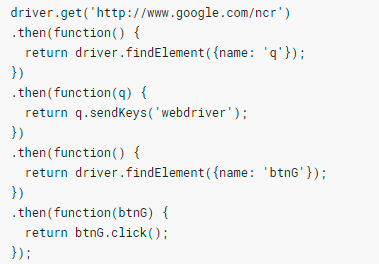 driver.get('http://www.google.com/ncr')
.then(function() {
  return driver.findElement({name: 'q'});
})
.then(function(q) {
  return q.sendKeys('webdriver');
})
.then(function() {
  return driver.findElement({name: 'btnG'});
})
.then(function(btnG) {
  return btnG.click();
});